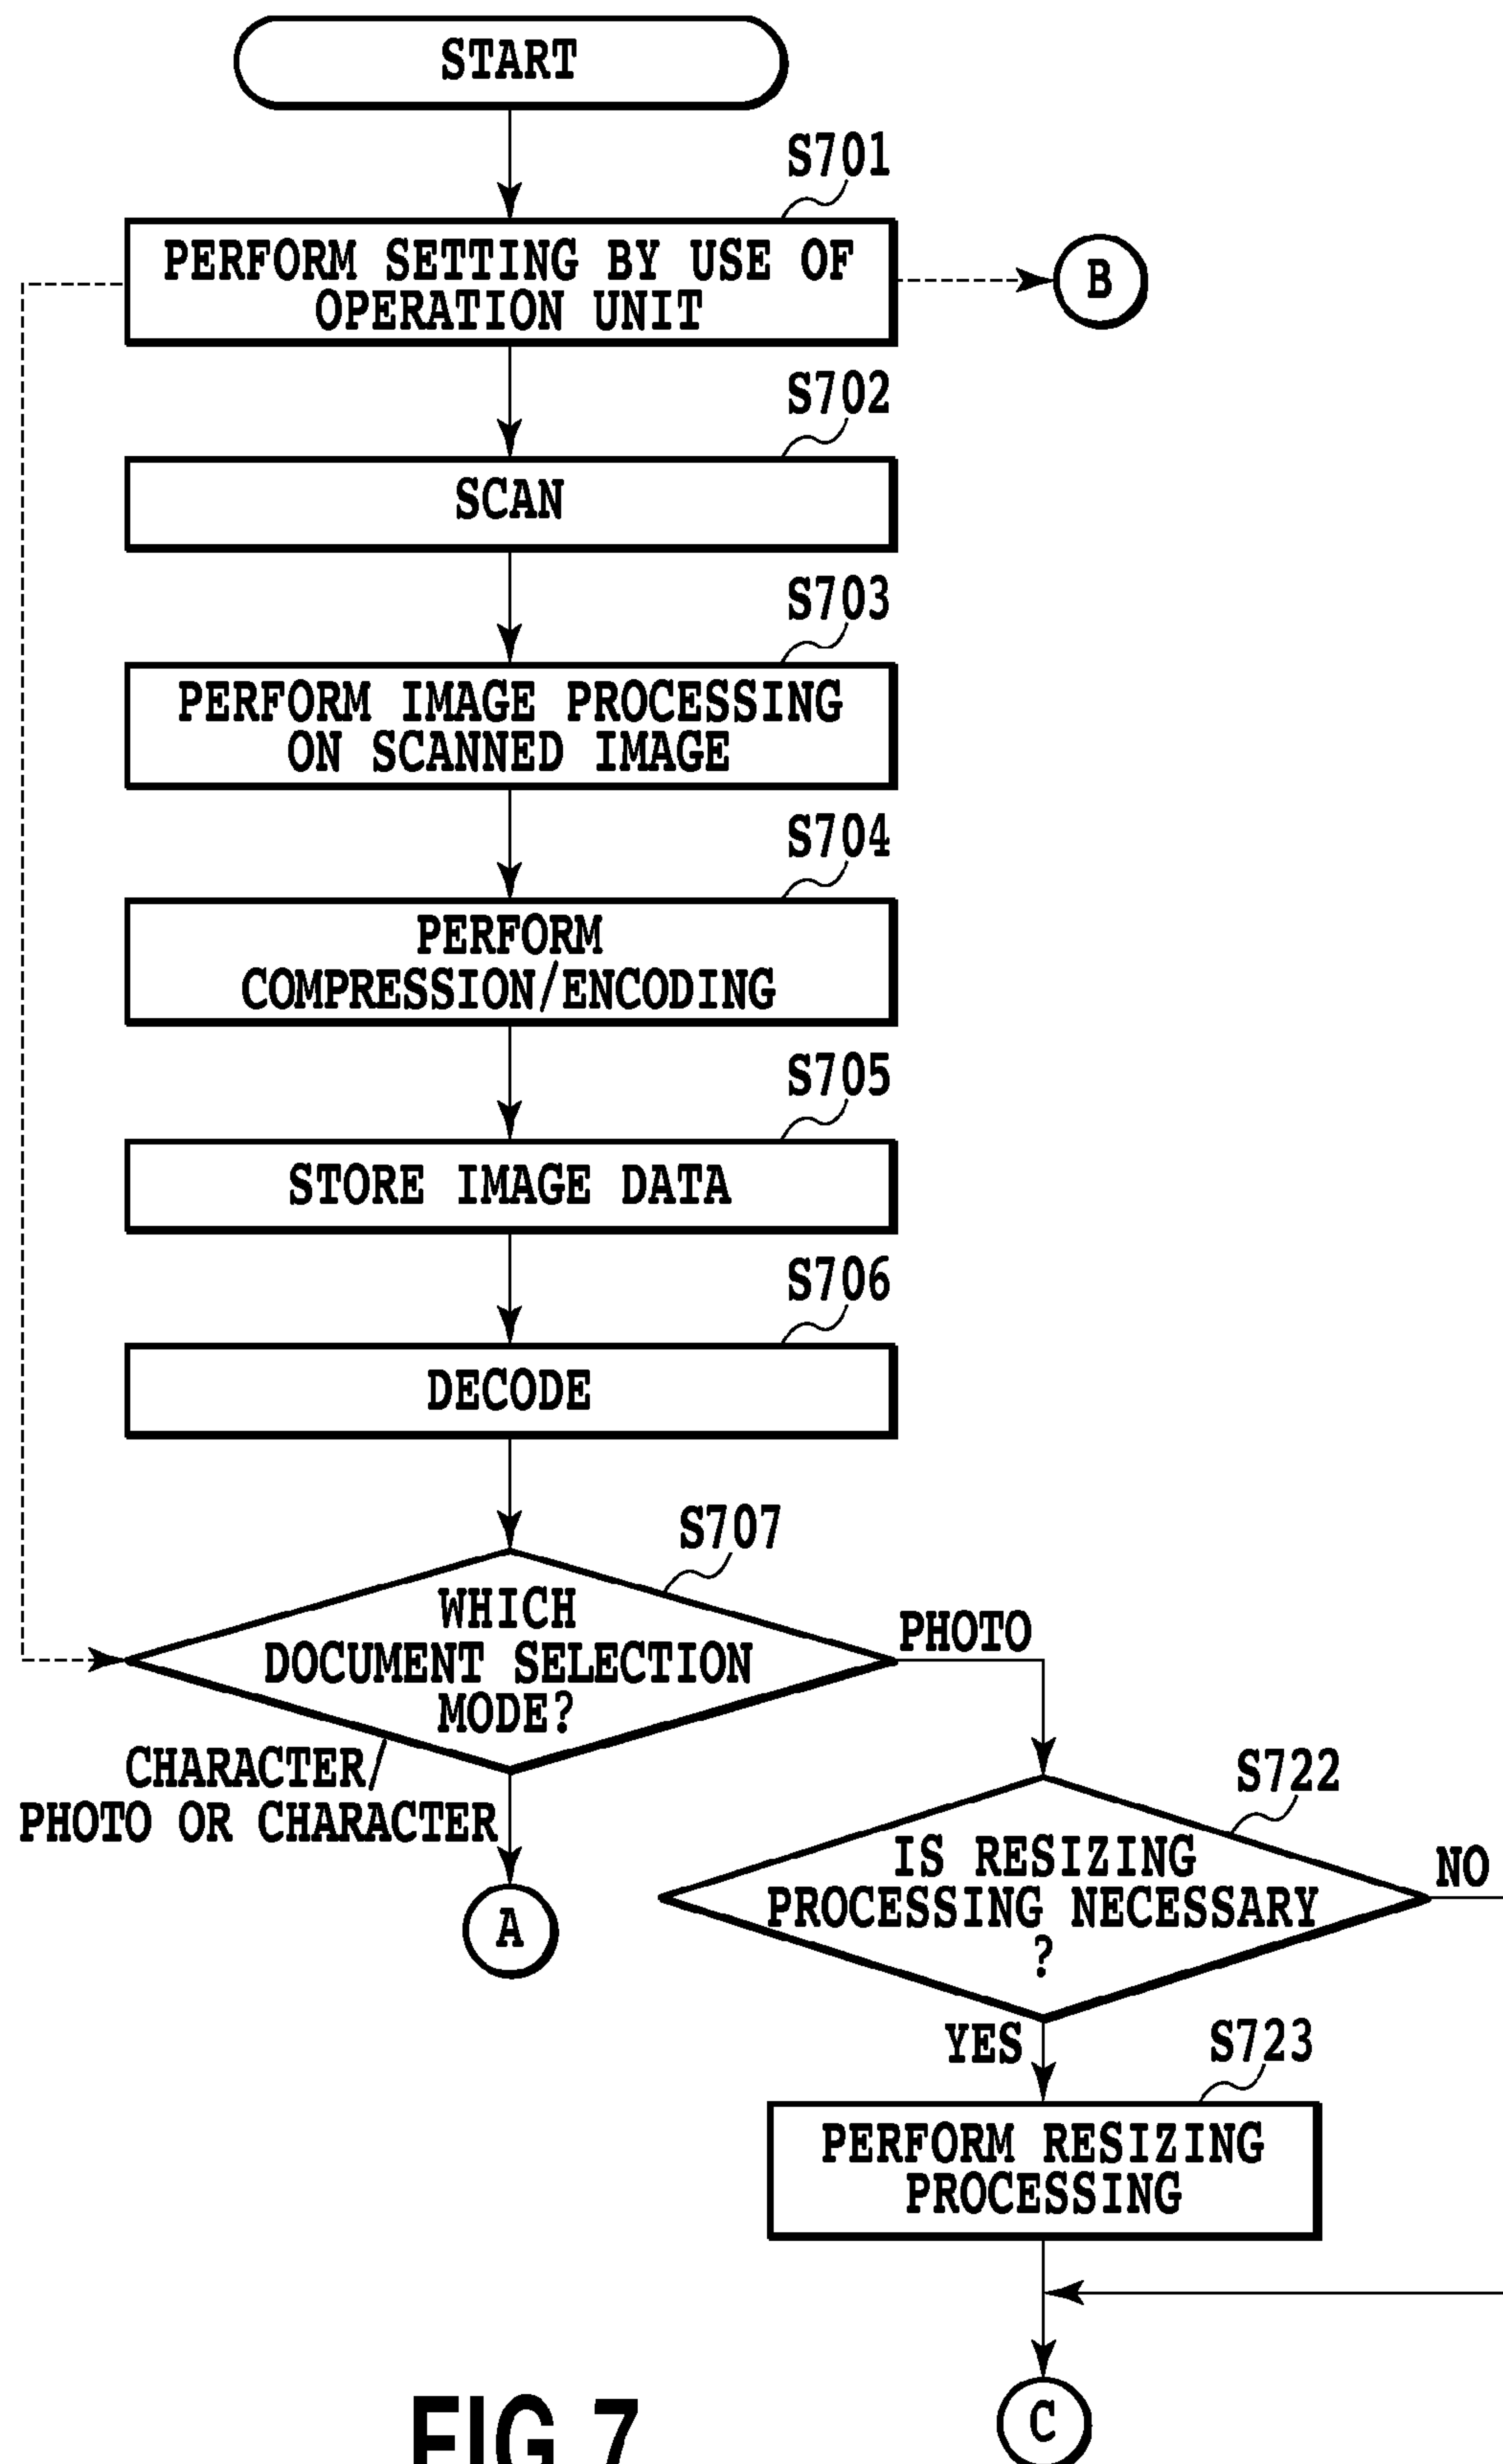 START
S701
PERFORM SETTING BY USE OF
OPERATION UNIT
B
S702
SCAN
S703
PERFORM IMAGE PROCESSING
ON SCANNED IMAGE
S704
PERFORM
COMPRESSION/ENCODING
S705
STORE IMAGE DATA
S706
DECODE
S707
WHICH
DOCUMENT SELECTION
MODE?
PHOTO
CHARACTER/
PHOTO OR CHARACTER
A
S722
IS RESIZING
PROCESSING NECESSARY
?
NO
YES
S723
PERFORM RESIZING
PROCESSING
C
FIG.7